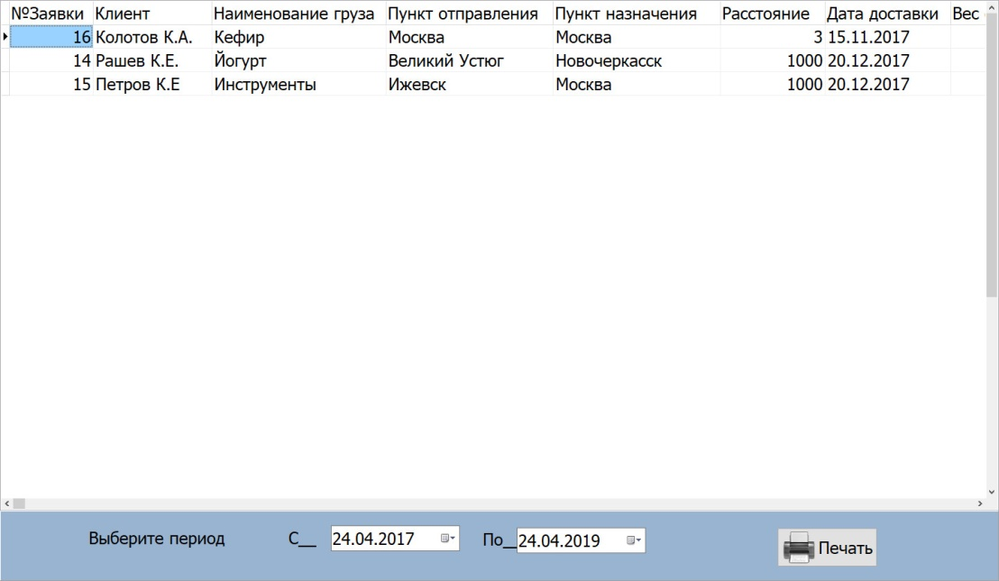 №Заявки Клиент Наименование груза Пункт отправления Пункт назначения Расстояние Дата доставки Вес
16 Колотов К.А. Кефир Москва Москва 3 15.11.2017
14 Рашев К.Е. Йогурт Великий Устюг Новочеркасск 1000 20.12.2017
15 Петров К.Е Инструменты Ижевск Москва 1000 20.12.2017
Выберите период С__ 24.04.2017 По__ 24.04.2019 Печать